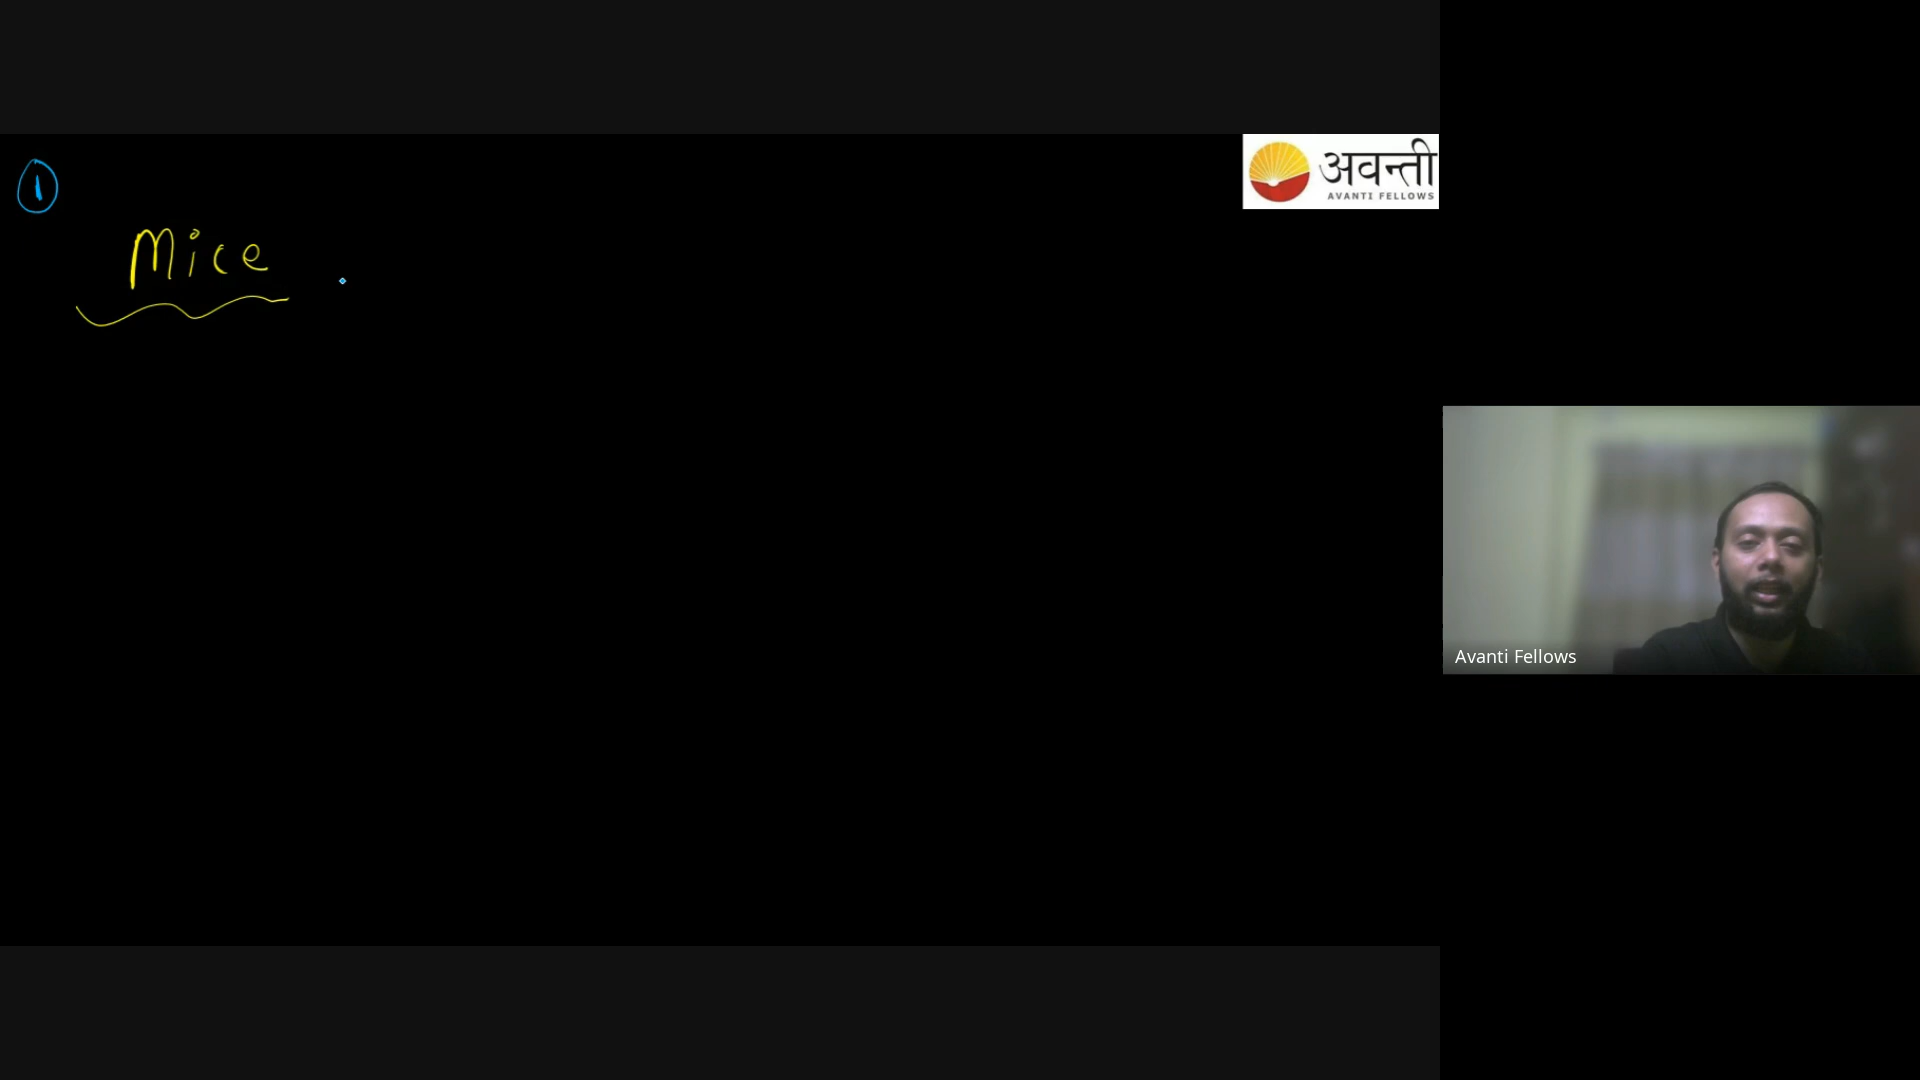 1
अवन्ती
AVANTI FELLOWS
Mice
Avanti Fellows